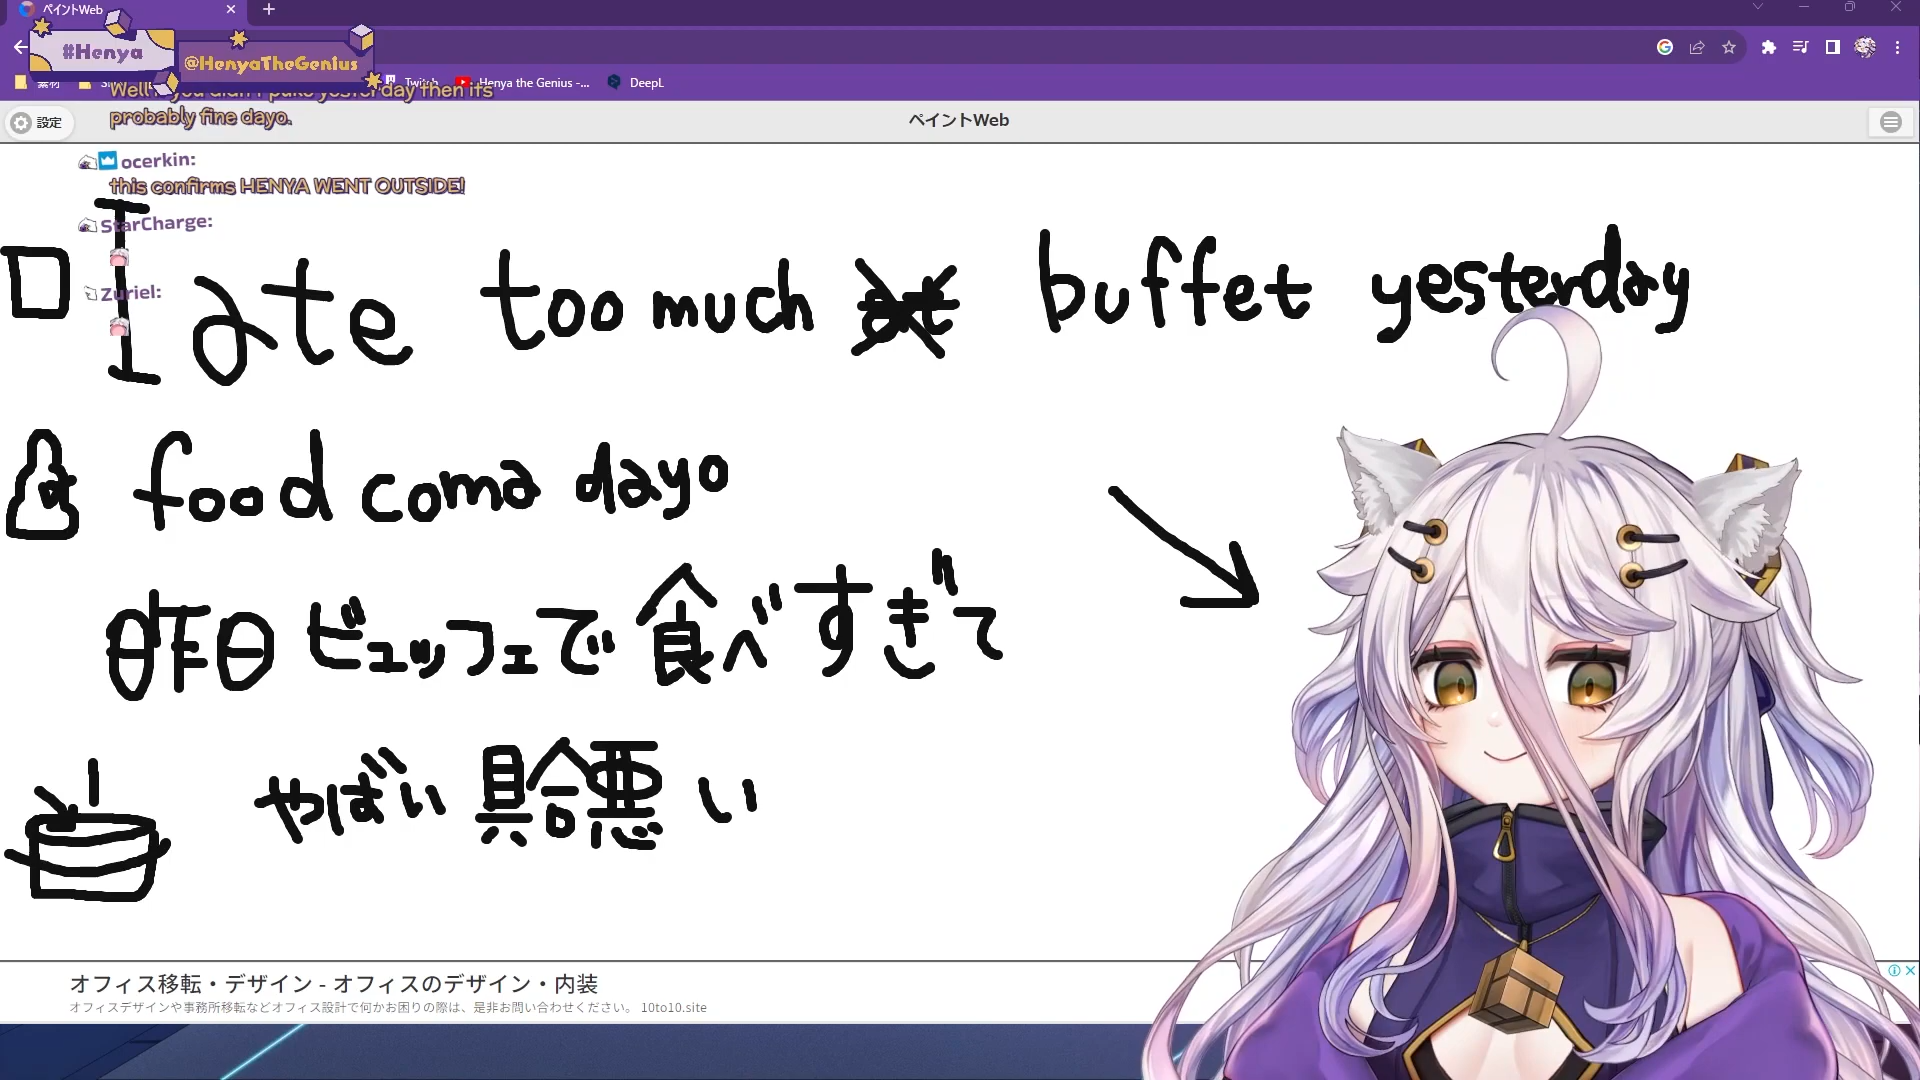 ペイントWeb
#Henya
@HenyaTheGenius
素材
Twitch
Henya the Genius -...
DeepL
probably fine dayo.
設定
ペイントWeb
ocerkin:
this confirms HENYA WENT OUTSIDE!
StarCharge:
Zuriel:
I ate too much at buffet yesterday
food coma dayo
昨日ビュッフェで食べすぎて
やばい 具合悪い
オフィス移転・デザイン - オフィスのデザイン・内装
オフィスデザインや事務所移転などオフィス設計で何かお困りの際は、是非お問い合わせください。 10to10.site